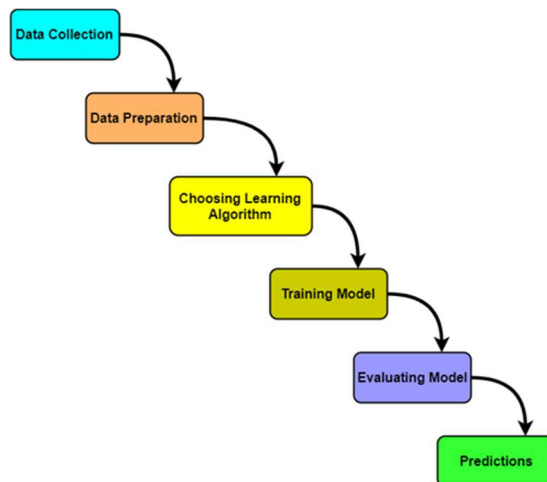 Data Collection
Data Preparation
Choosing Learning
Algorithm
Training Model
Evaluating Model
Predictions